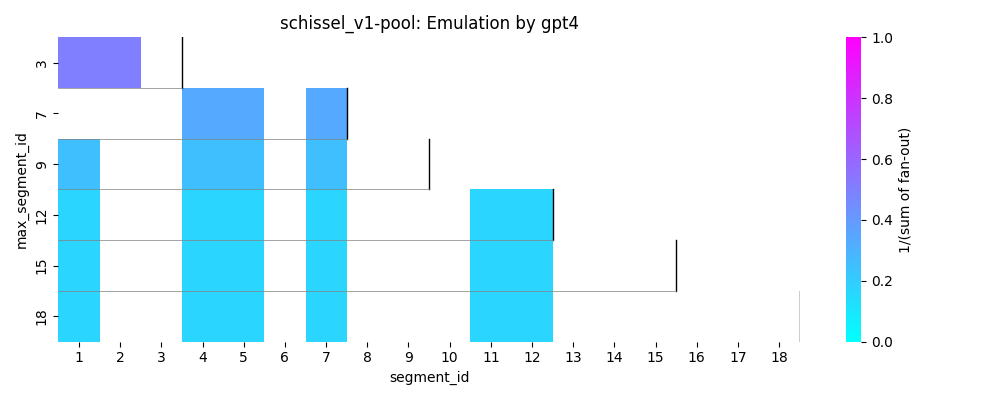 schissel_v1-pool: Emulation by gpt4
max_segment_id
3
7
9
12
15
18
1 2 3 4 5 6 7 8 9 10 11 12 13 14 15 16 17 18
segment_id
1.0
0.8
0.6
0.4
0.2
0.0
1/(sum of fan-out)